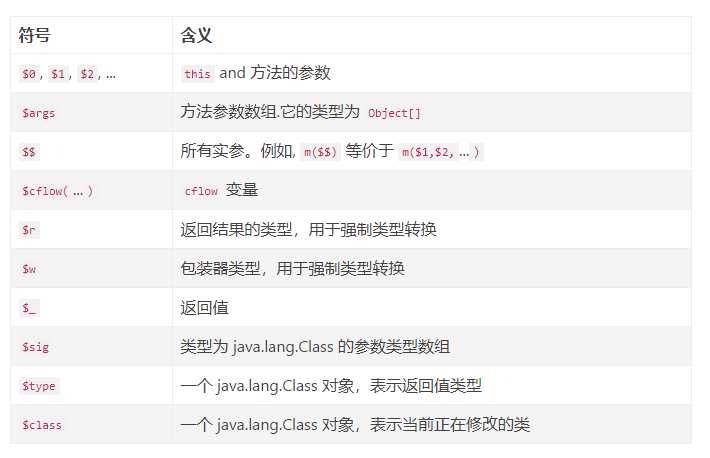 符号 含义
$0, $1, $2, … this and 方法的参数
$args 方法参数数组.它的类型为 Object[]
$$ 所有实参。例如, m($$) 等价于 m($1,$2, … )
$cflow( … ) cflow 变量
$r 返回结果的类型，用于强制类型转换
$w 包装器类型，用于强制类型转换
$_ 返回值
$sig 类型为 java.lang.Class 的参数类型数组
$type 一个 java.lang.Class 对象，表示返回值类型
$class 一个 java.lang.Class 对象，表示当前正在修改的类